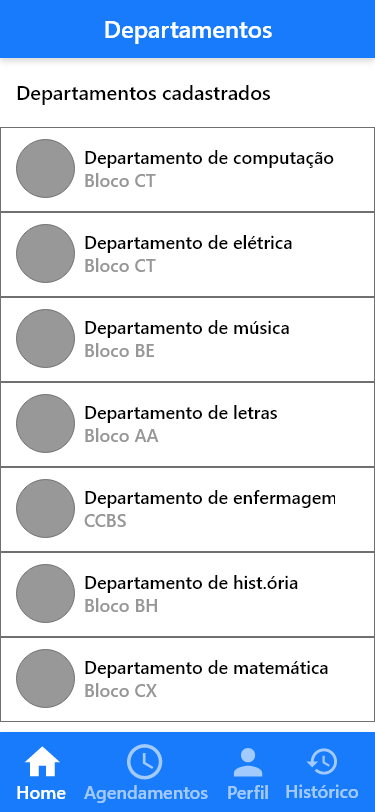 Departamentos
Departamentos cadastrados
Departamento de computação
Bloco CT
Departamento de elétrica
Bloco CT
Departamento de música
Bloco BE
Departamento de letras
Bloco AA
Departamento de enfermagem
CCBS
Departamento de hist.ória
Bloco BH
Departamento de matemática
Bloco CX
Home Agendamentos Perfil Histórico